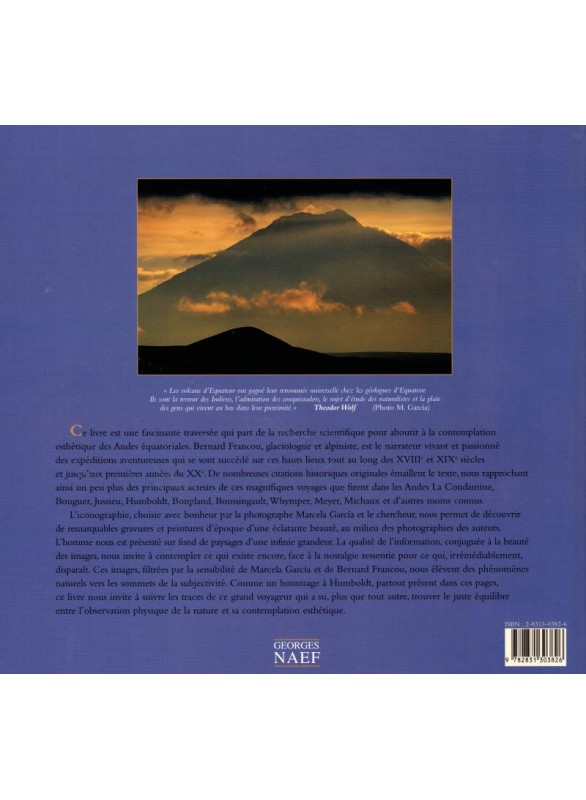 « Les volcans d'Equateur ont gagné leur renommée universelle chez les géologues d'Equateur.
Ils sont la terreur des Indiens, l'admiration des conquistadors, le sujet d'étude des naturalistes et la plaie
des gens qui vivent au bas dans leur proximité. » Theodor Wolf (Photo M. García)
Ce livre est une fascinante traversée qui part de la recherche scientifique pour aboutir à la contemplation
esthétique des Andes équatoriales. Bernard Francou, glaciologue et alpiniste, est le narrateur vivant et passionné
des expéditions aventureuses qui se sont succédé sur ces hauts lieux tout au long des XVIIIe et XIXe siècles
et jusqu'aux premières années du XXe. De nombreuses citations historiques originales émaillent le texte, nous rapprochant
ainsi un peu plus des principaux acteurs de ces magnifiques voyages que firent dans les Andes La Condamine,
Bouguer, Jussieu, Humboldt, Bonpland, Boussingault, Whymper, Meyer, Michaux et d'autres moins connus.
L'iconographie, choisie avec bonheur par la photographe Marcela García et le chercheur, nous permet de découvrir
de remarquables gravures et peintures d'époque d'une éclatante beauté, au milieu des photographies des auteurs.
L'homme nous est présenté sur fond de paysages d'une infinie grandeur. La qualité de l'information, conjuguée à la beauté
des images, nous invite à contempler ce qui existe encore, face à la nostalgie ressentie pour ce qui, irrémédiablement,
disparaît. Ces images, filtrées par la sensibilité de Marcela García et de Bernard Francou, nous élèvent des phénomènes
naturels vers les sommets de la subjectivité. Comme un hommage à Humboldt, partout présent dans ces pages,
ce livre nous invite à suivre les traces de ce grand voyageur qui a su, plus que tout autre, trouver le juste équilibre
entre l'observation physique de la nature et sa contemplation esthétique.
ISBN : 2-8313-0382-6
GEORGES
NAEF
9 782831 303826